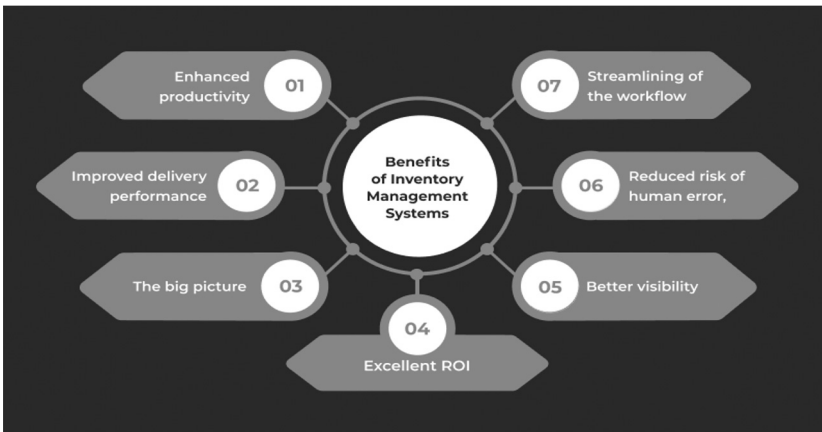 Benefits
of Inventory
Management
Systems
01
Enhanced
productivity
02
Improved delivery
performance
03
The big picture
04
Excellent ROI
05
Better visibility
06
Reduced risk of
human error,
07
Streamlining of
the workflow